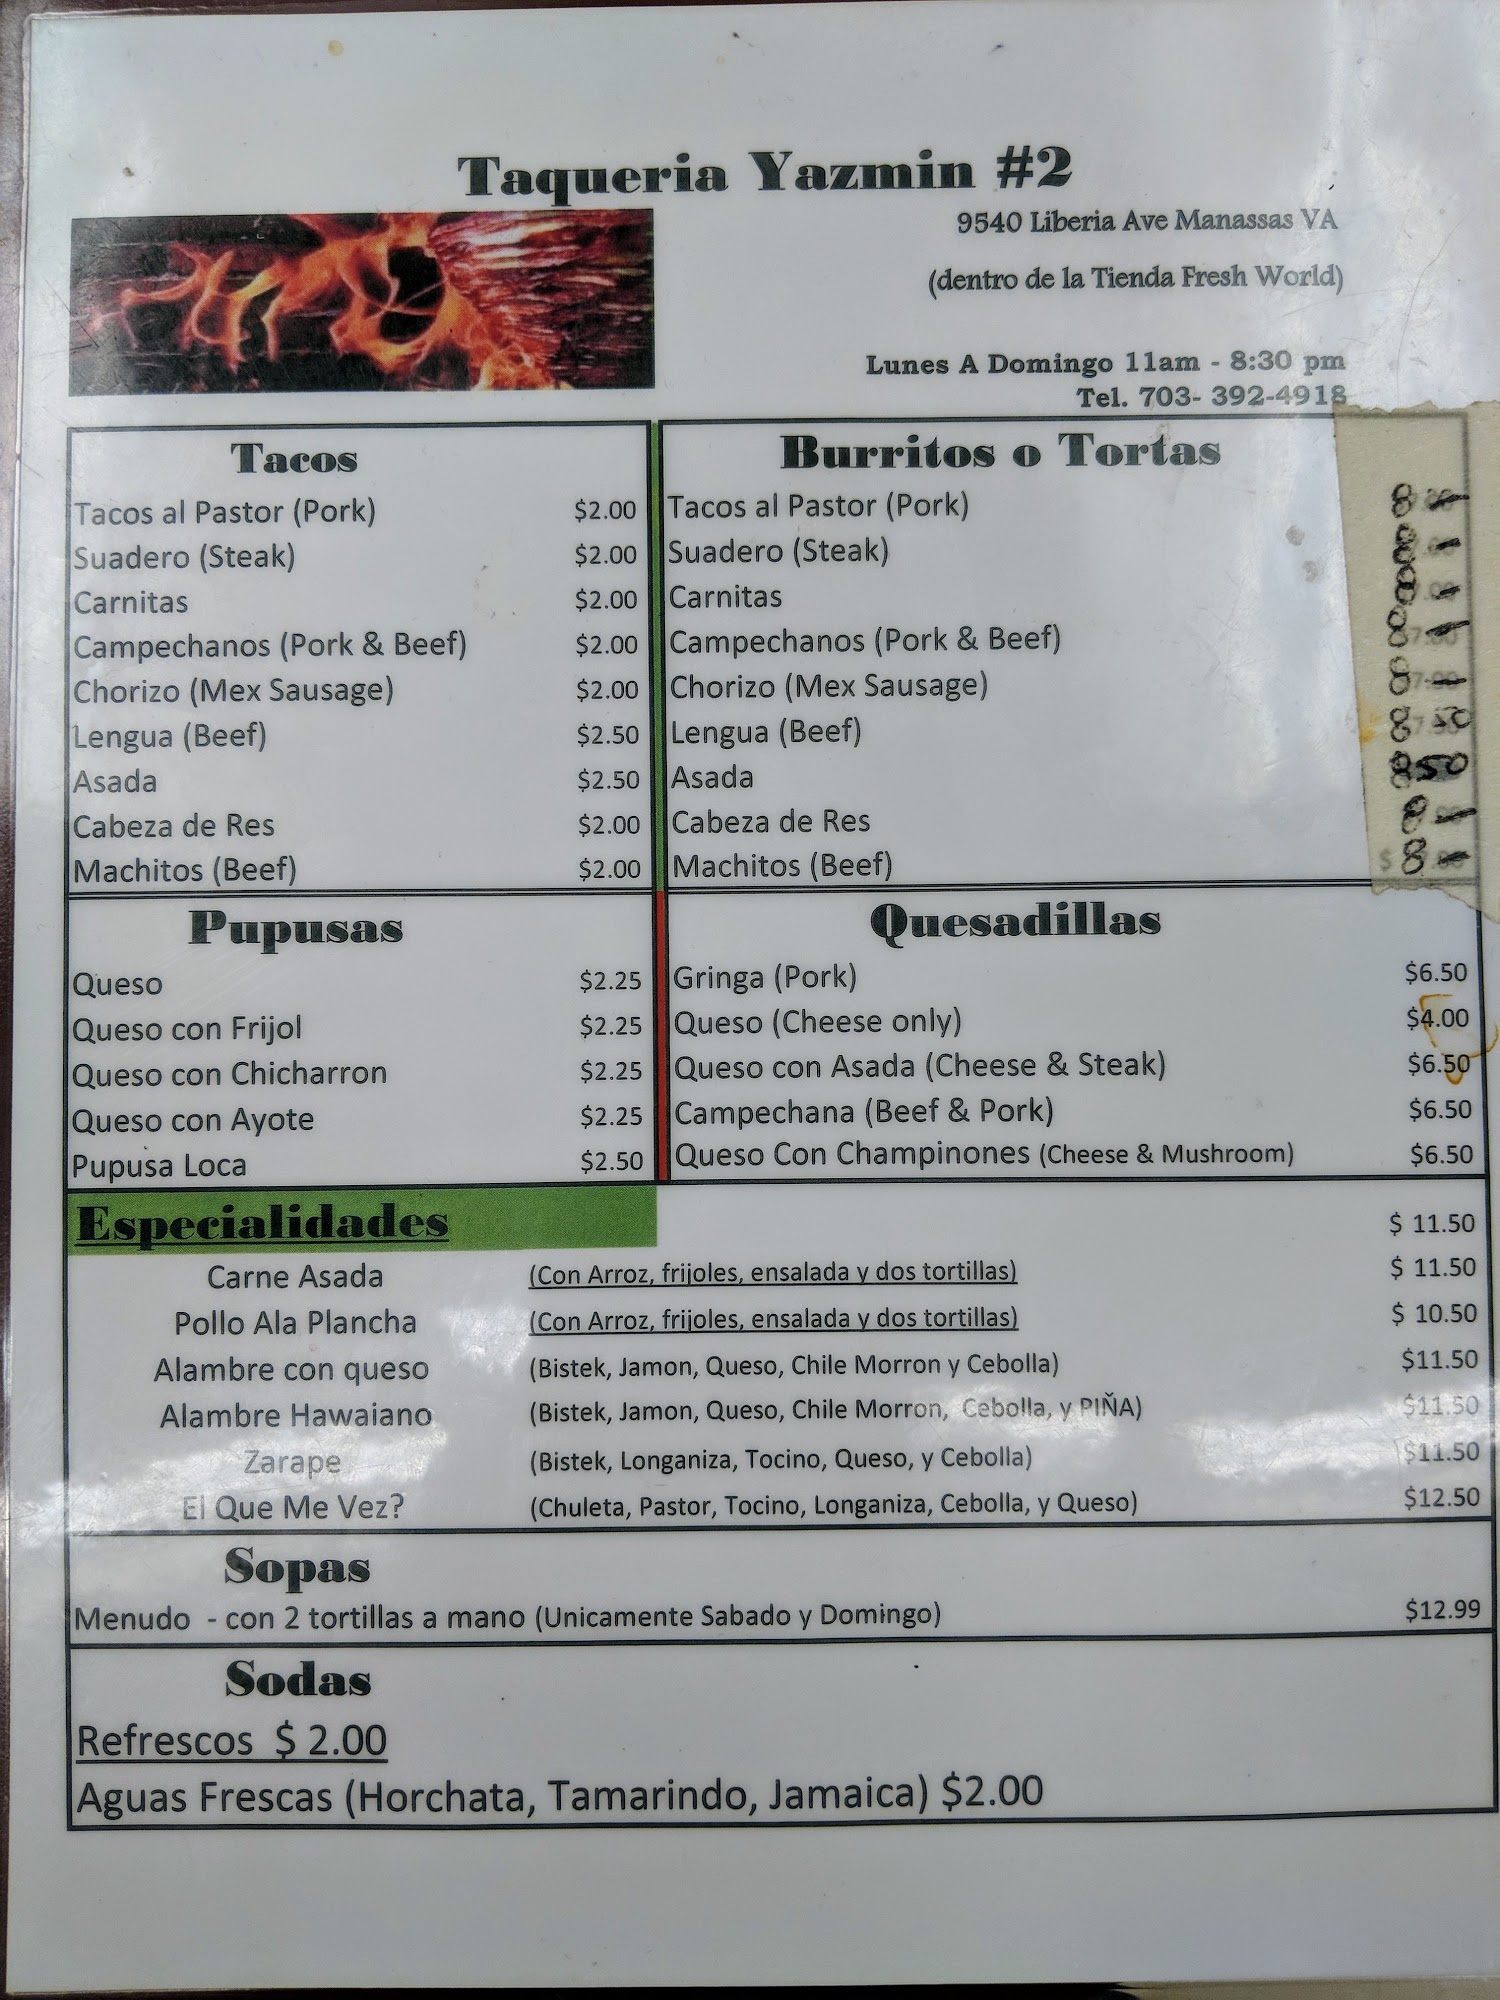 Taqueria Yazmin #2
9540 Liberia Ave Manassas VA
(dentro de la Tienda Fresh World)
Lunes A Domingo 11am - 8:30 pm
Tel. 703- 392-4918
Tacos
Tacos al Pastor (Pork) $2.00
Suadero (Steak) $2.00
Carnitas $2.00
Campechanos (Pork & Beef) $2.00
Chorizo (Mex Sausage) $2.00
Lengua (Beef) $2.50
Asada $2.50
Cabeza de Res $2.00
Machitos (Beef) $2.00
Burritos o Tortas
Tacos al Pastor (Pork) 8 -
Suadero (Steak) 8 -
Carnitas 8 -
Campechanos (Pork & Beef) 8 -
Chorizo (Mex Sausage) 8 -
Lengua (Beef) 8 50
Asada 8 50
Cabeza de Res 8 -
Machitos (Beef) $ 8 -
Pupusas
Queso $2.25
Queso con Frijol $2.25
Queso con Chicharron $2.25
Queso con Ayote $2.25
Pupusa Loca $2.50
Quesadillas
Gringa (Pork) $6.50
Queso (Cheese only) $4.00
Queso con Asada (Cheese & Steak) $6.50
Campechana (Beef & Pork) $6.50
Queso Con Champinones (Cheese & Mushroom) $6.50
Especialidades $ 11.50
Carne Asada (Con Arroz, frijoles, ensalada y dos tortillas) $ 11.50
Pollo Ala Plancha (Con Arroz, frijoles, ensalada y dos tortillas) $ 10.50
Alambre con queso (Bistek, Jamon, Queso, Chile Morron y Cebolla) $11.50
Alambre Hawaiano (Bistek, Jamon, Queso, Chile Morron, Cebolla, y PIÑA) $11.50
Zarape (Bistek, Longaniza, Tocino, Queso, y Cebolla) $11.50
El Que Me Vez? (Chuleta, Pastor, Tocino, Longaniza, Cebolla, y Queso) $12.50
Sopas
Menudo - con 2 tortillas a mano (Unicamente Sabado y Domingo) $12.99
Sodas
Refrescos $ 2.00
Aguas Frescas (Horchata, Tamarindo, Jamaica) $2.00